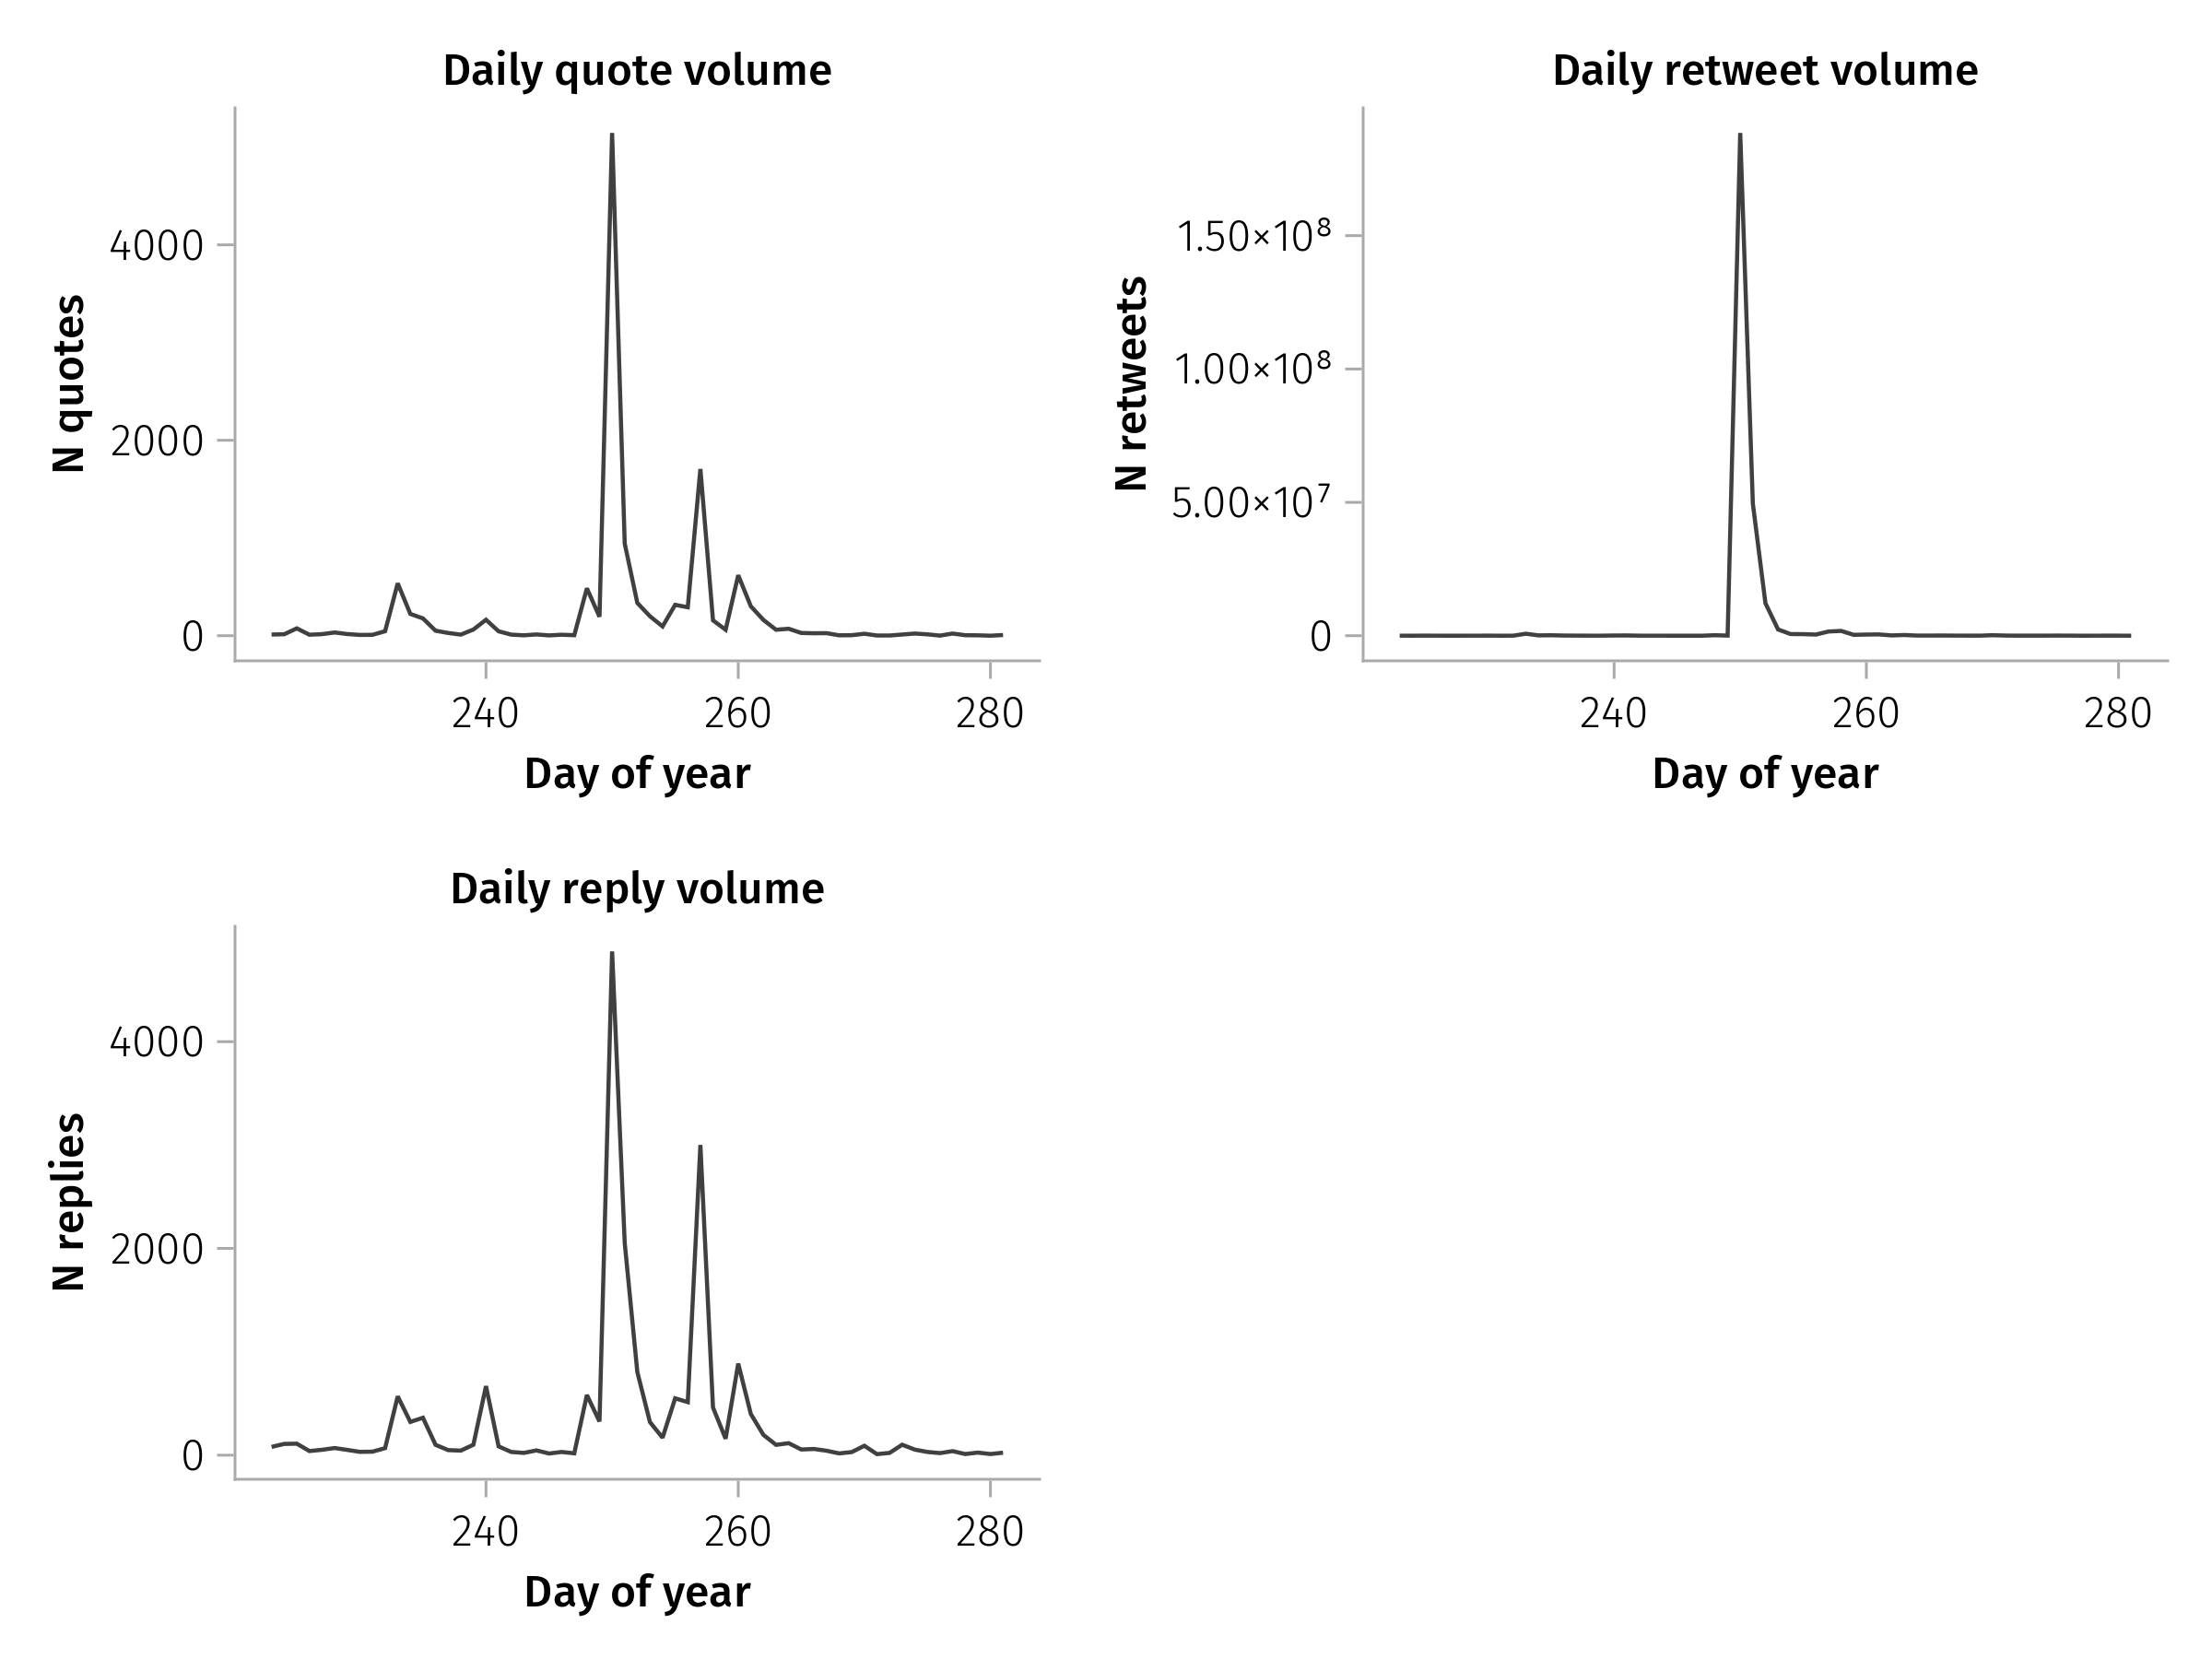 Daily quote volume
N quotes
4000
2000
0
240 260 280
Day of year
Daily retweet volume
N retweets
1.50×10⁸
1.00×10⁸
5.00×10⁷
0
240 260 280
Day of year
Daily reply volume
N replies
4000
2000
0
240 260 280
Day of year